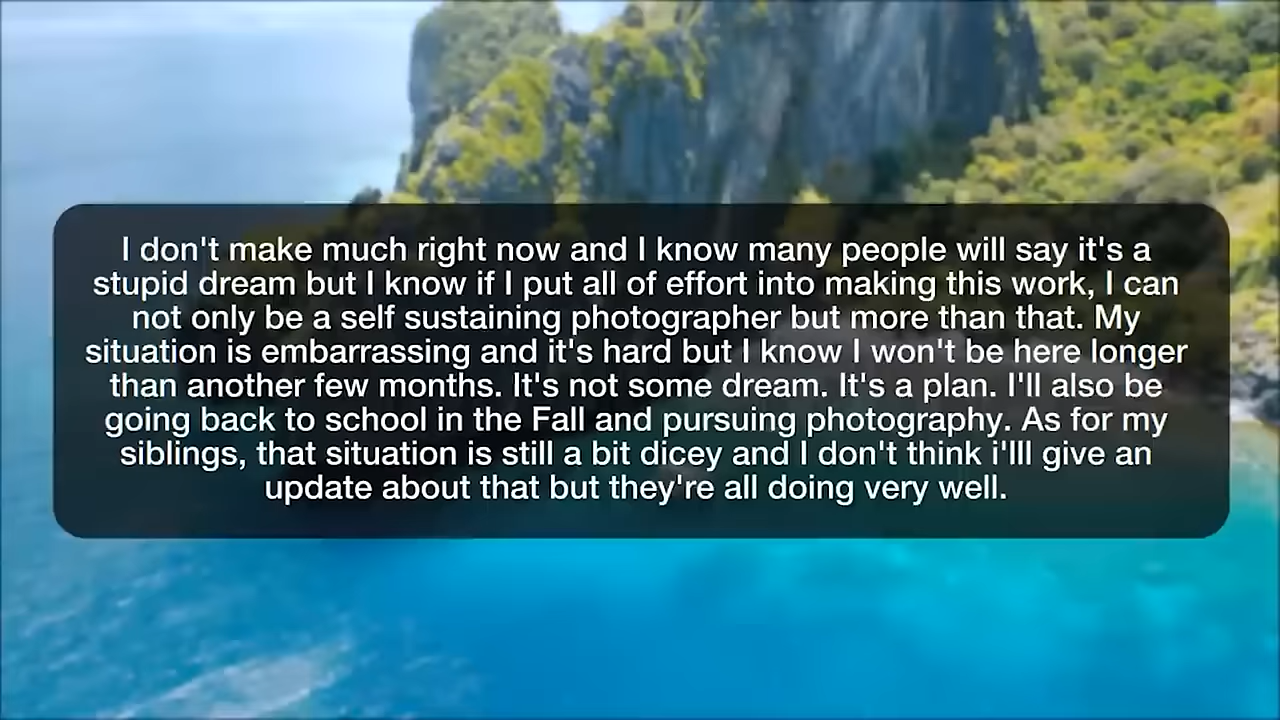 I don't make much right now and I know many people will say it's a
stupid dream but I know if I put all of effort into making this work, I can
not only be a self sustaining photographer but more than that. My
situation is embarrassing and it's hard but I know I won't be here longer
than another few months. It's not some dream. It's a plan. I'll also be
going back to school in the Fall and pursuing photography. As for my
siblings, that situation is still a bit dicey and I don't think i'lll give an
update about that but they're all doing very well.